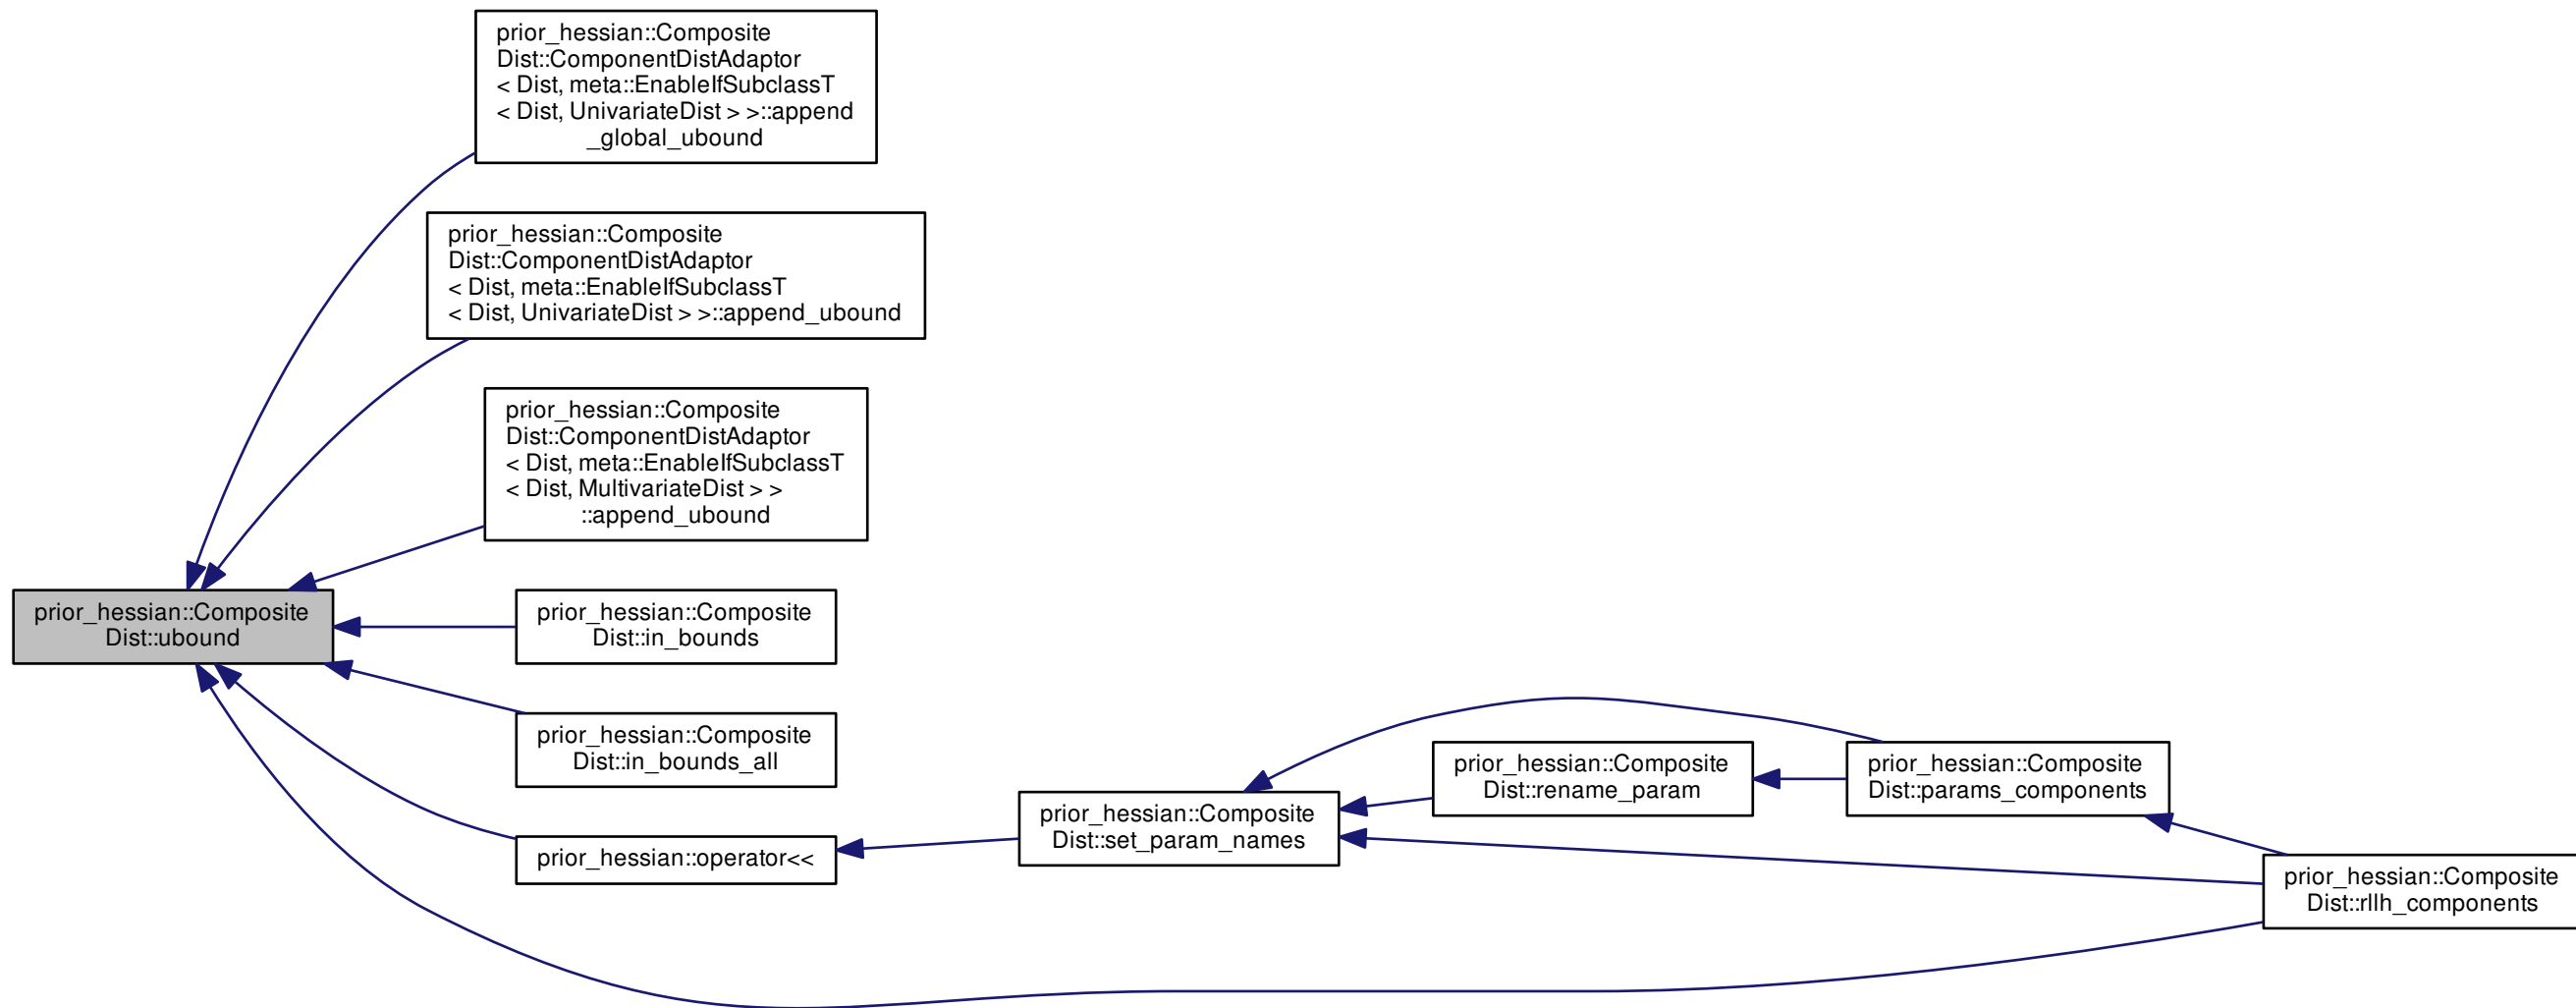 prior_hessian::Composite
Dist::ComponentDistAdaptor
< Dist, meta::EnableIfSubclassT
< Dist, UnivariateDist > >::append
_global_ubound
prior_hessian::Composite
Dist::ComponentDistAdaptor
< Dist, meta::EnableIfSubclassT
< Dist, UnivariateDist > >::append_ubound
prior_hessian::Composite
Dist::ComponentDistAdaptor
< Dist, meta::EnableIfSubclassT
< Dist, MultivariateDist > >
::append_ubound
prior_hessian::Composite
Dist::ubound
prior_hessian::Composite
Dist::in_bounds
prior_hessian::Composite
Dist::in_bounds_all
prior_hessian::operator<<
prior_hessian::Composite
Dist::set_param_names
prior_hessian::Composite
Dist::rename_param
prior_hessian::Composite
Dist::params_components
prior_hessian::Composite
Dist::rllh_components